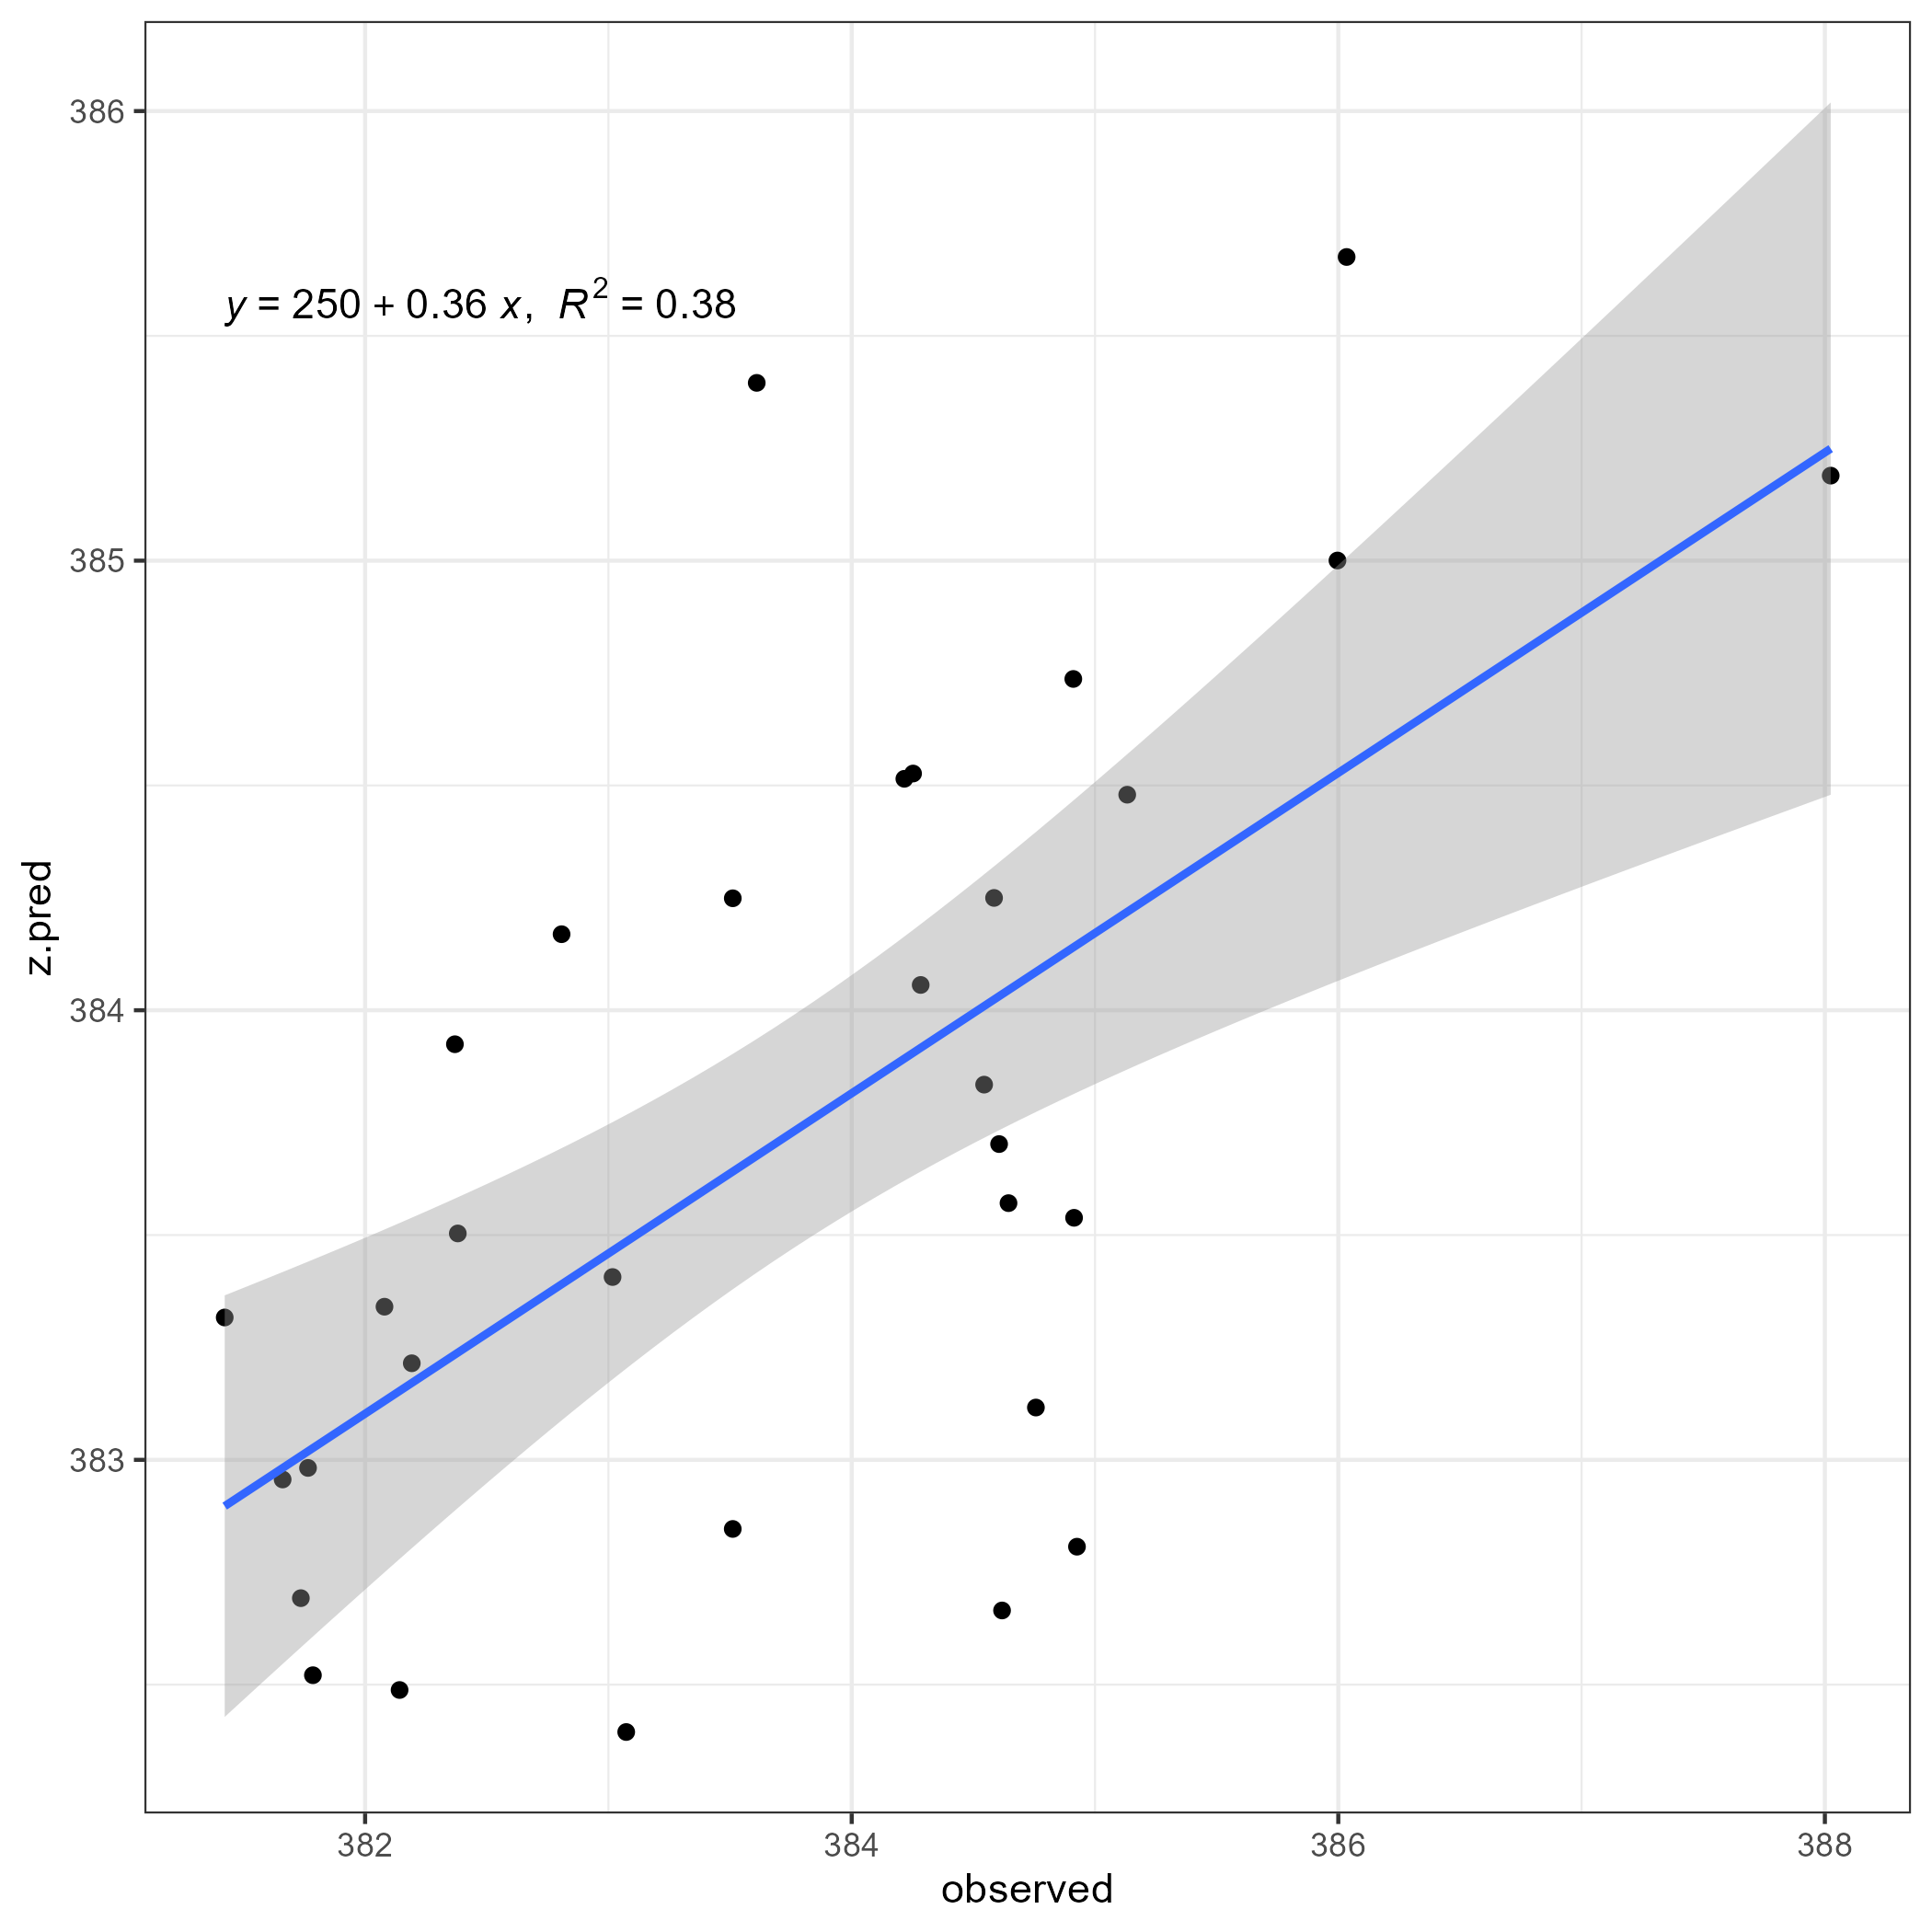 386
385
384
383
z.pred
y = 250 + 0.36 x, R² = 0.38
382 384 386 388
observed